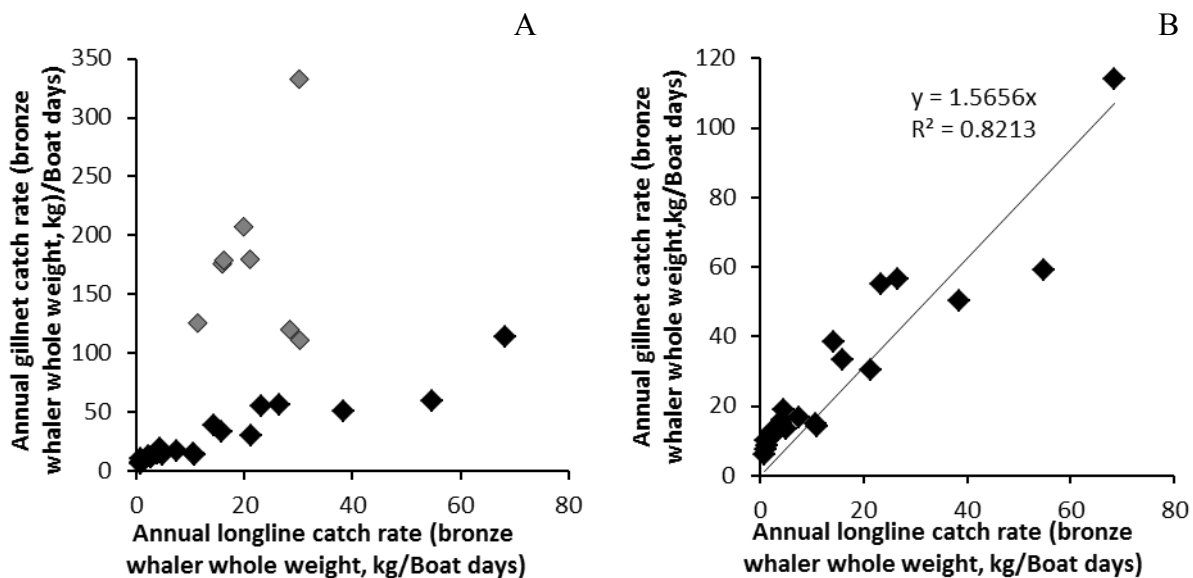 A
Annual gillnet catch rate (bronze
whaler whole weight, kg)/Boat days)
350
300
250
200
150
100
50
0
0 20 40 60 80
Annual longline catch rate (bronze
whaler whole weight, kg/Boat days)
B
Annual gillnet catch rate (bronze
whaler whole weight,kg/Boat days)
120
100
80
60
40
20
0
y = 1.5656x
R² = 0.8213
0 20 40 60 80
Annual longline catch rate (bronze
whaler whole weight, kg/Boat days)